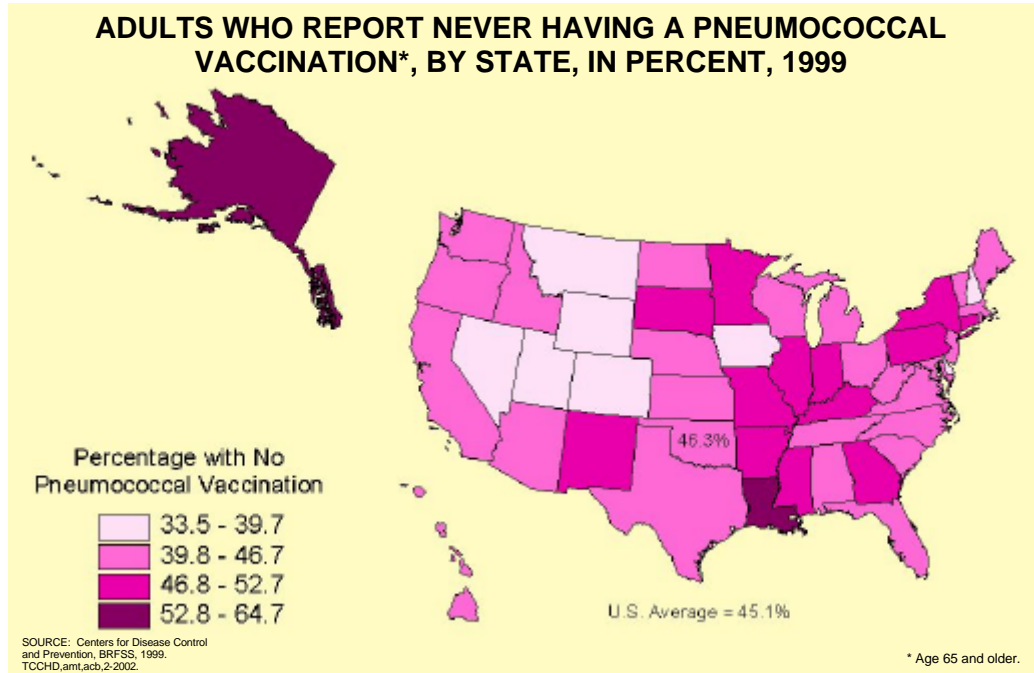 ADULTS WHO REPORT NEVER HAVING A PNEUMOCOCCAL
VACCINATION*, BY STATE, IN PERCENT, 1999
46.3%
Percentage with No
Pneumococcal Vaccination
33.5 - 39.7
39.8 - 46.7
46.8 - 52.7
52.8 - 64.7
U.S. Average = 45.1%
SOURCE: Centers for Disease Control
and Prevention, BRFSS, 1999.
TCCHD,amt,acb,2-2002.
* Age 65 and older.